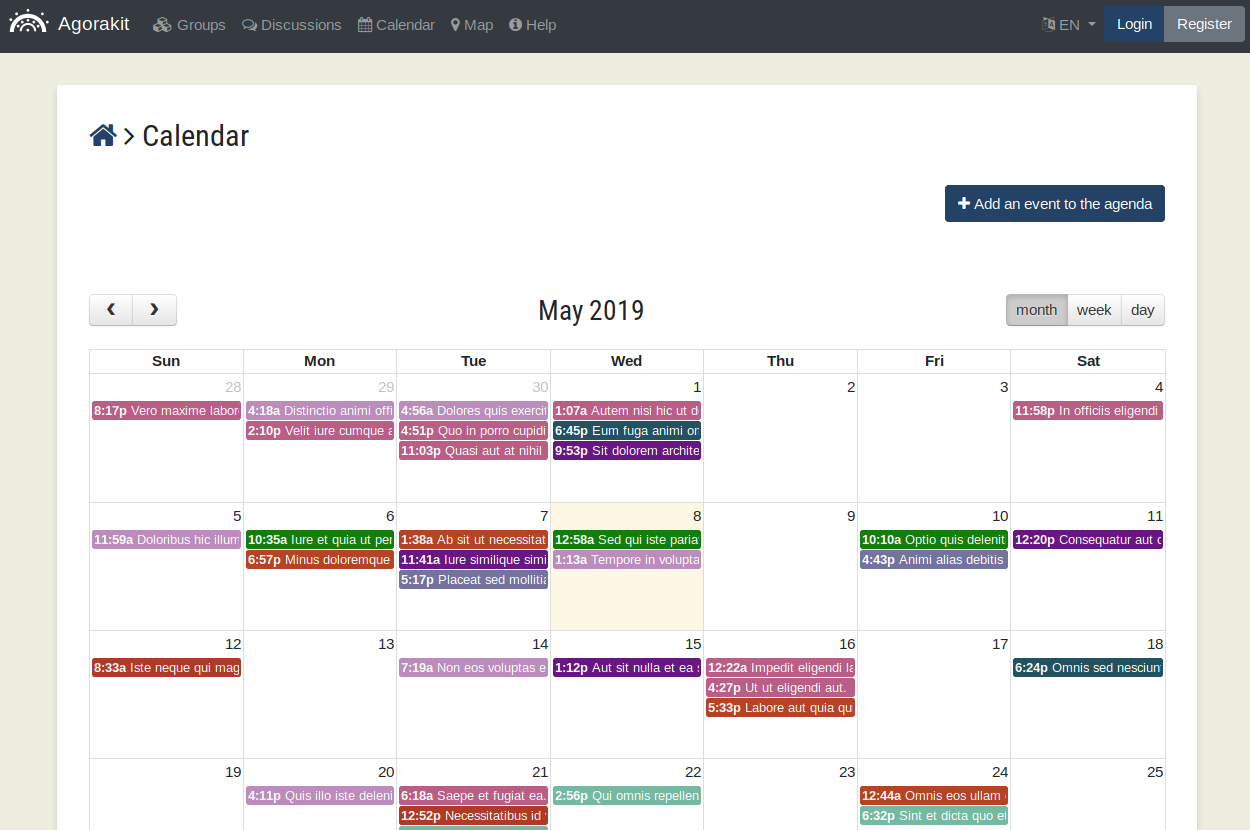 Agorakit Groups Discussions Calendar Map Help EN Login Register
Calendar
Add an event to the agenda
May 2019
month week day
Sun Mon Tue Wed Thu Fri Sat
28 29 30 1 2 3 4
8:17p Vero maxime labor 4:18a Distinctio animi offi 4:56a Dolores quis exercit 1:07a Autem nisi hic ut d 11:58p In officiis eligendi
2:10p Velit iure cumque a 4:51p Quo in porro cupidi 6:45p Eum fuga animi om
11:03p Quasi aut at nihil 9:53p Sit dolorem archite
5 6 7 8 9 10 11
11:59a Doloribus hic illum 10:35a Iure et quia ut per 1:38a Ab sit ut necessitat 12:58a Sed qui iste paria 10:10a Optio quis delenit 12:20p Consequatur aut c
6:57p Minus doloremque 11:41a Iure similique simi 1:13a Tempore in volupta 4:43p Animi alias debitis
5:17p Placeat sed mollitia
12 13 14 15 16 17 18
8:33a Iste neque qui mag 7:19a Non eos voluptas e 1:12p Aut sit nulla et ea s 12:22a Impedit eligendi la 6:24p Omnis sed nesciun
4:27p Ut ut eligendi aut.
5:33p Labore aut quia qui
19 20 21 22 23 24 25
4:11p Quis illo iste deleni 6:18a Saepe et fugiat ea. 2:56p Qui omnis repellen 12:44a Omnis eos ullam
12:52p Necessitatibus id 6:32p Sint et dicta quo et